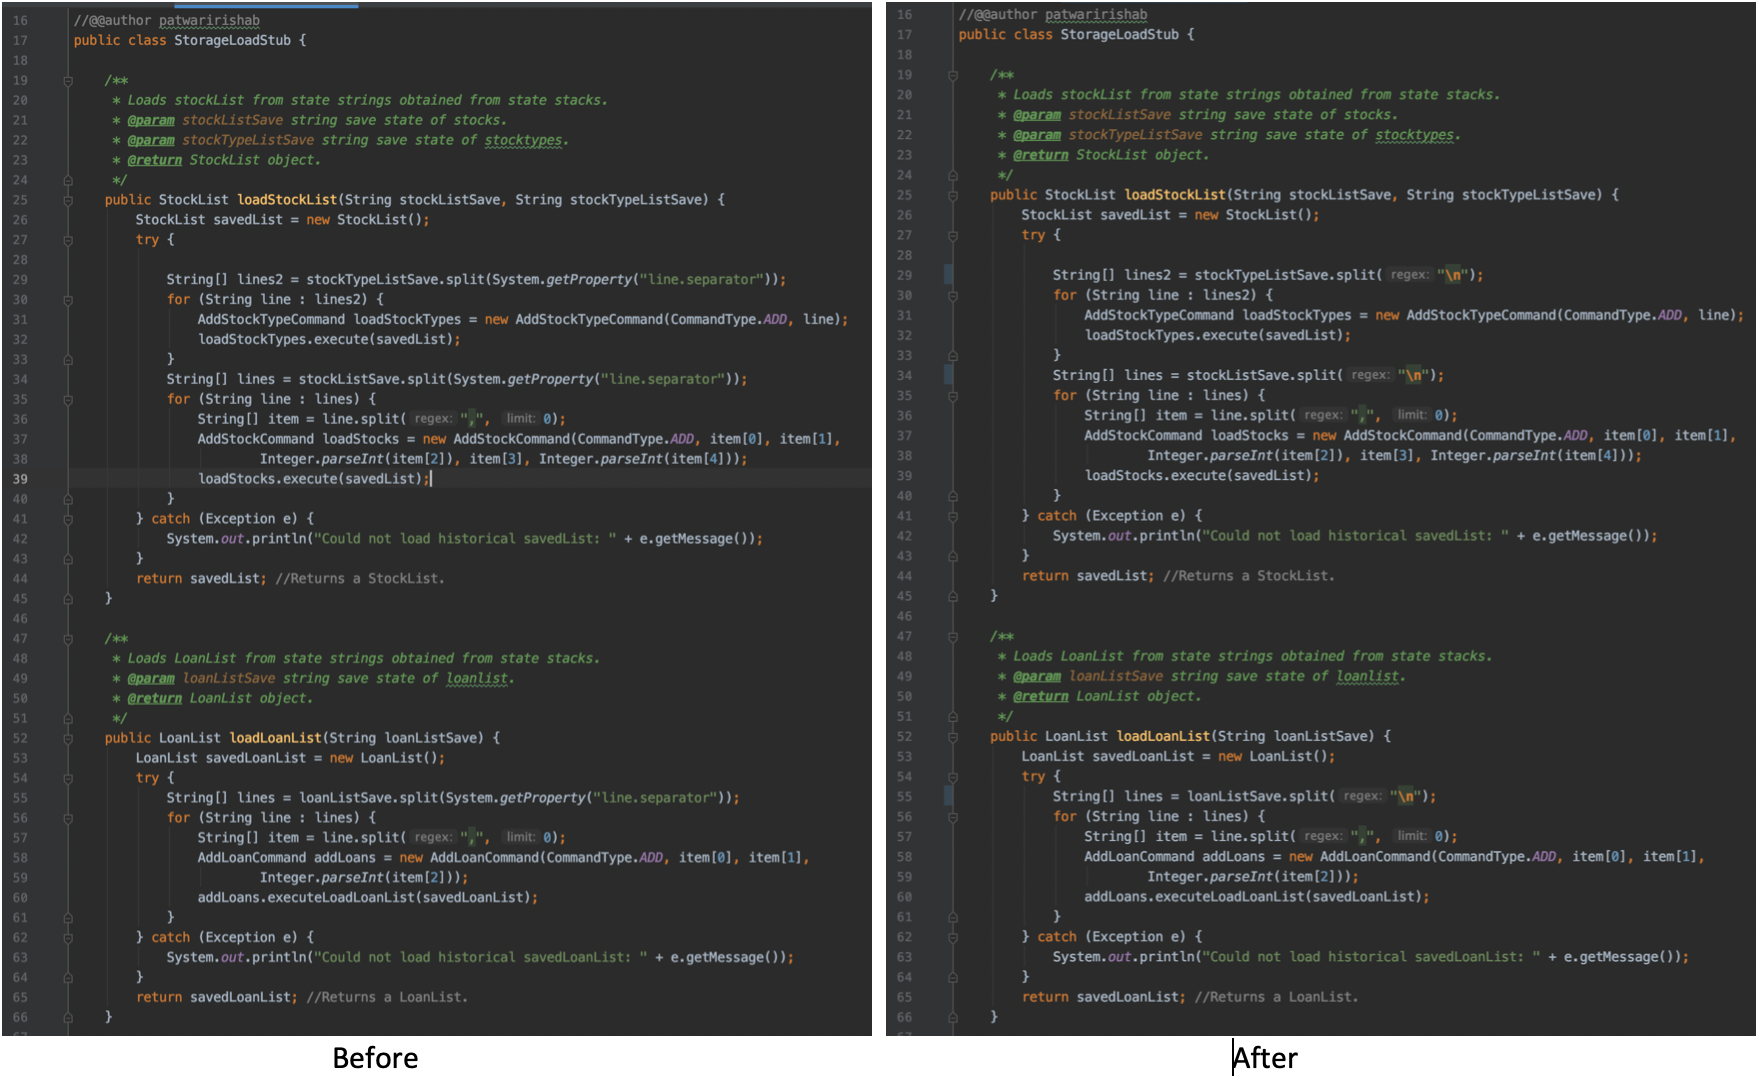 16 //@@author patwaririshab
17 public class StorageLoadStub {
18
19 /**
20 * Loads stockList from state strings obtained from state stacks.
21 * @param stockListSave string save state of stocks.
22 * @param stockTypeListSave string save state of stocktypes.
23 * @return StockList object.
24 */
25 public StockList loadStockList(String stockListSave, String stockTypeListSave) {
26 StockList savedList = new StockList();
27 try {
28
29 String[] lines2 = stockTypeListSave.split(System.getProperty("line.separator"));
30 for (String line : lines2) {
31 AddStockTypeCommand loadStockTypes = new AddStockTypeCommand(CommandType.ADD, line);
32 loadStockTypes.execute(savedList);
33 }
34 String[] lines = stockListSave.split(System.getProperty("line.separator"));
35 for (String line : lines) {
36 String[] item = line.split( regex: ",", limit: 0);
37 AddStockCommand loadStocks = new AddStockCommand(CommandType.ADD, item[0], item[1],
38 Integer.parseInt(item[2]), item[3], Integer.parseInt(item[4]));
39 loadStocks.execute(savedList);
40 }
41 } catch (Exception e) {
42 System.out.println("Could not load historical savedList: " + e.getMessage());
43 }
44 return savedList; //Returns a StockList.
45 }
46
47 /**
48 * Loads LoanList from state strings obtained from state stacks.
49 * @param loanListSave string save state of loanlist.
50 * @return LoanList object.
51 */
52 public LoanList loadLoanList(String loanListSave) {
53 LoanList savedLoanList = new LoanList();
54 try {
55 String[] lines = loanListSave.split(System.getProperty("line.separator"));
56 for (String line : lines) {
57 String[] item = line.split( regex: ",", limit: 0);
58 AddLoanCommand addLoans = new AddLoanCommand(CommandType.ADD, item[0], item[1],
59 Integer.parseInt(item[2]));
60 addLoans.executeLoadLoanList(savedLoanList);
61 }
62 } catch (Exception e) {
63 System.out.println("Could not load historical savedLoanList: " + e.getMessage());
64 }
65 return savedLoanList; //Returns a LoanList.
66 }
Before
16 //@@author patwaririshab
17 public class StorageLoadStub {
18
19 /**
20 * Loads stockList from state strings obtained from state stacks.
21 * @param stockListSave string save state of stocks.
22 * @param stockTypeListSave string save state of stocktypes.
23 * @return StockList object.
24 */
25 public StockList loadStockList(String stockListSave, String stockTypeListSave) {
26 StockList savedList = new StockList();
27 try {
28
29 String[] lines2 = stockTypeListSave.split( regex: "\n");
30 for (String line : lines2) {
31 AddStockTypeCommand loadStockTypes = new AddStockTypeCommand(CommandType.ADD, line);
32 loadStockTypes.execute(savedList);
33 }
34 String[] lines = stockListSave.split( regex: "\n");
35 for (String line : lines) {
36 String[] item = line.split( regex: ",", limit: 0);
37 AddStockCommand loadStocks = new AddStockCommand(CommandType.ADD, item[0], item[1],
38 Integer.parseInt(item[2]), item[3], Integer.parseInt(item[4]));
39 loadStocks.execute(savedList);
40 }
41 } catch (Exception e) {
42 System.out.println("Could not load historical savedList: " + e.getMessage());
43 }
44 return savedList; //Returns a StockList.
45 }
46
47 /**
48 * Loads LoanList from state strings obtained from state stacks.
49 * @param loanListSave string save state of loanlist.
50 * @return LoanList object.
51 */
52 public LoanList loadLoanList(String loanListSave) {
53 LoanList savedLoanList = new LoanList();
54 try {
55 String[] lines = loanListSave.split( regex: "\n");
56 for (String line : lines) {
57 String[] item = line.split( regex: ",", limit: 0);
58 AddLoanCommand addLoans = new AddLoanCommand(CommandType.ADD, item[0], item[1],
59 Integer.parseInt(item[2]));
60 addLoans.executeLoadLoanList(savedLoanList);
61 }
62 } catch (Exception e) {
63 System.out.println("Could not load historical savedLoanList: " + e.getMessage());
64 }
65 return savedLoanList; //Returns a LoanList.
66 }
After